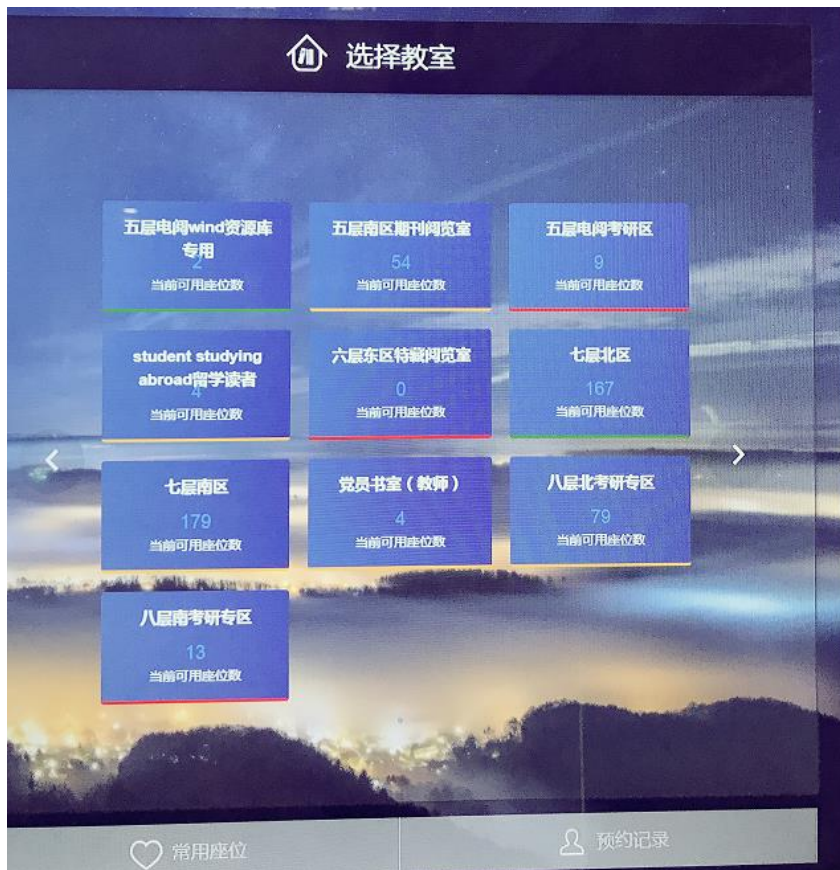 选择教室
五层电阅wind资源库
专用
2
当前可用座位数
五层南区期刊阅览室
54
当前可用座位数
五层电阅考研区
9
当前可用座位数
student studying
abroad留学读者
4
当前可用座位数
六层东区特藏阅览室
0
当前可用座位数
七层北区
167
当前可用座位数
七层南区
179
当前可用座位数
党员书室（教师）
4
当前可用座位数
八层北考研专区
79
当前可用座位数
八层南考研专区
13
当前可用座位数
常用座位
预约记录